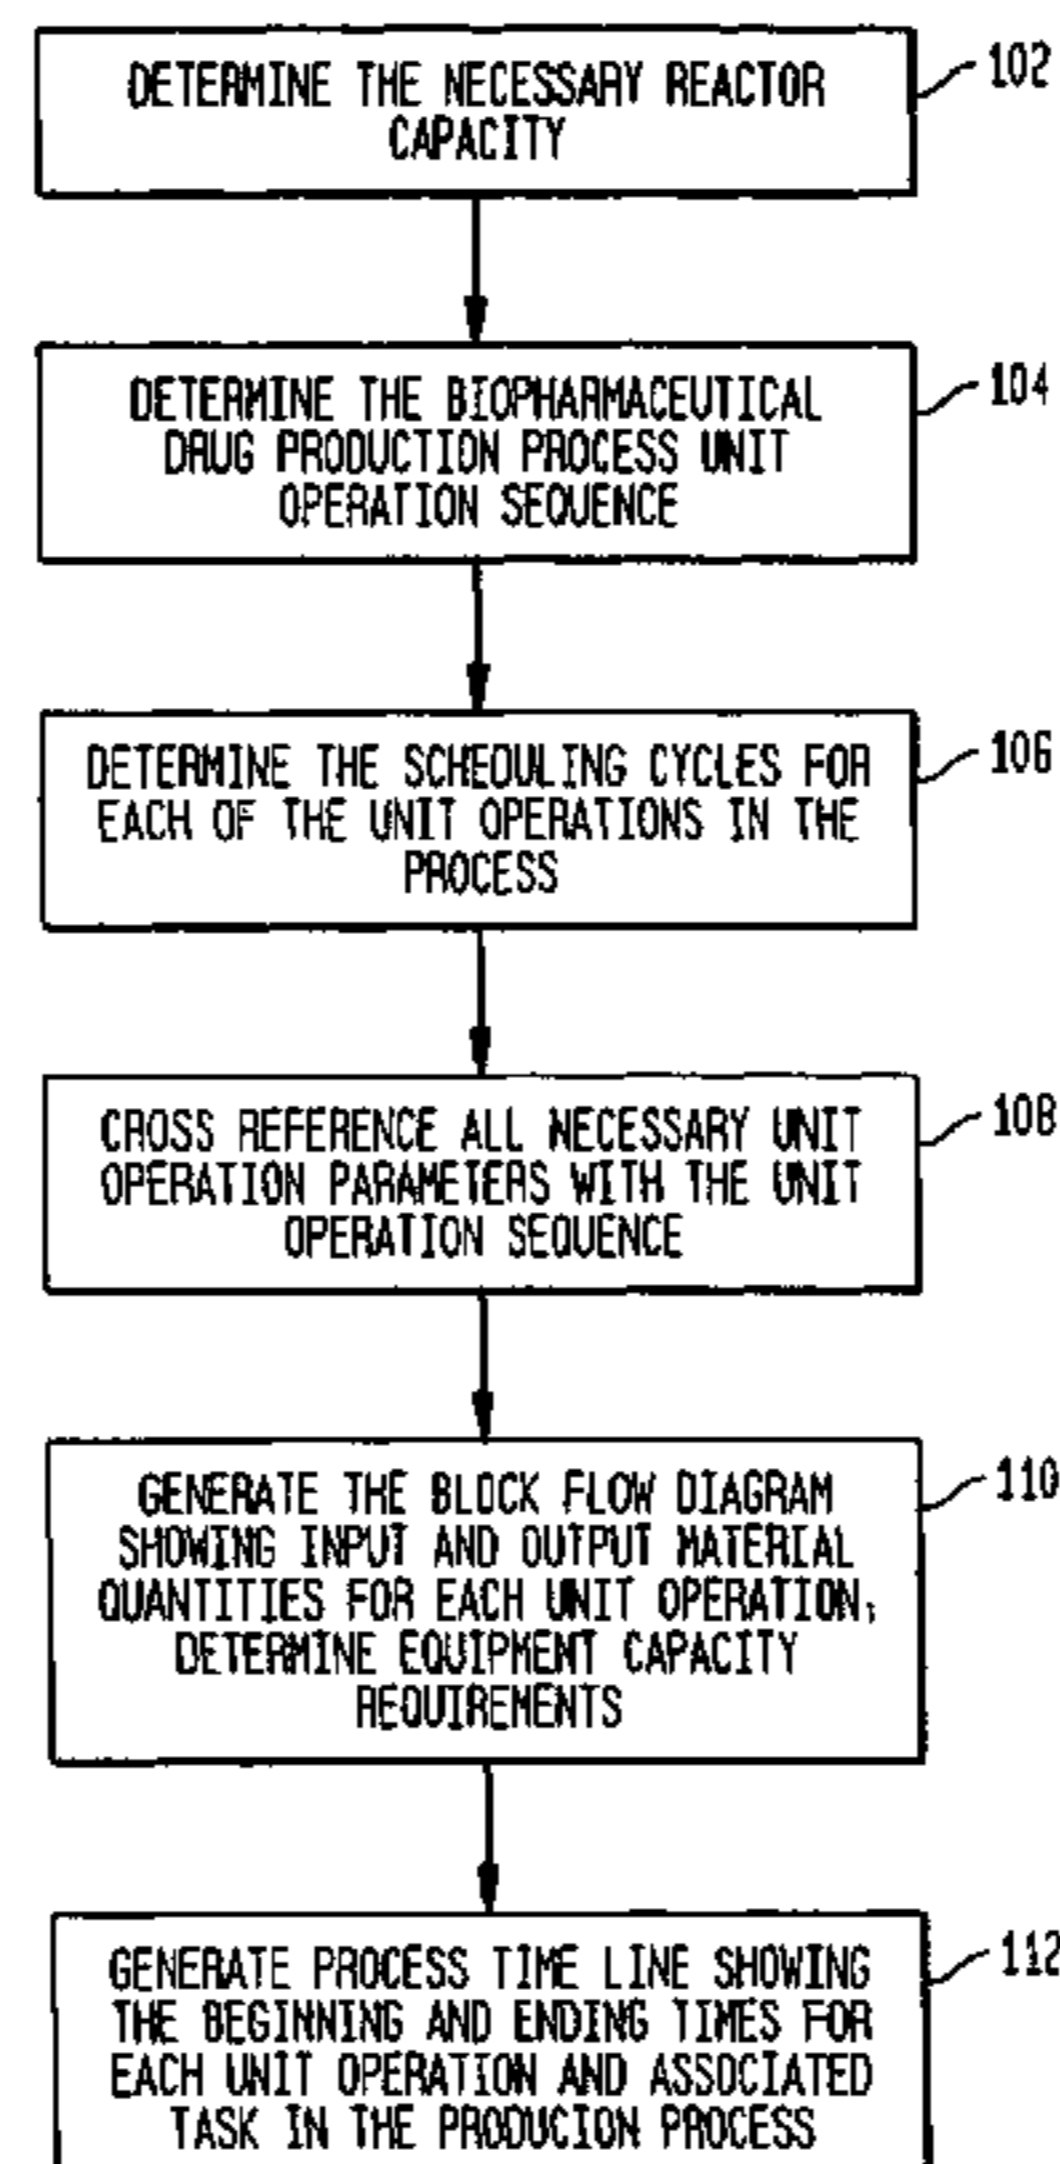 DETERMINE THE NECESSARY REACTOR
CAPACITY
102
DETERMINE THE BIOPHARMACEUTICAL
DRUG PRODUCTION PROCESS UNIT
OPERATION SEQUENCE
104
DETERMINE THE SCHEDULING CYCLES FOR
EACH OF THE UNIT OPERATIONS IN THE
PROCESS
106
CROSS REFERENCE ALL NECESSARY UNIT
OPERATION PARAMETERS WITH THE UNIT
OPERATION SEQUENCE
108
GENERATE THE BLOCK FLOW DIAGRAM
SHOWING INPUT AND OUTPUT MATERIAL
QUANTITIES FOR EACH UNIT OPERATION,
DETERMINE EQUIPMENT CAPACITY
REQUIREMENTS
110
GENERATE PROCESS TIME LINE SHOWING
THE BEGINNING AND ENDING TIMES FOR
EACH UNIT OPERATION AND ASSOCIATED
TASK IN THE PRODUCION PROCESS
112